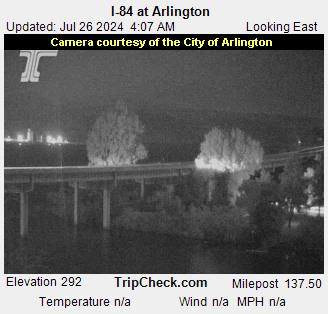 I-84 at Arlington
Updated: Jul 26 2024 4:07 AM Looking East
Camera courtesy of the City of Arlington
Elevation 292 TripCheck.com Milepost 137.50
Temperature n/a Wind n/a MPH n/a